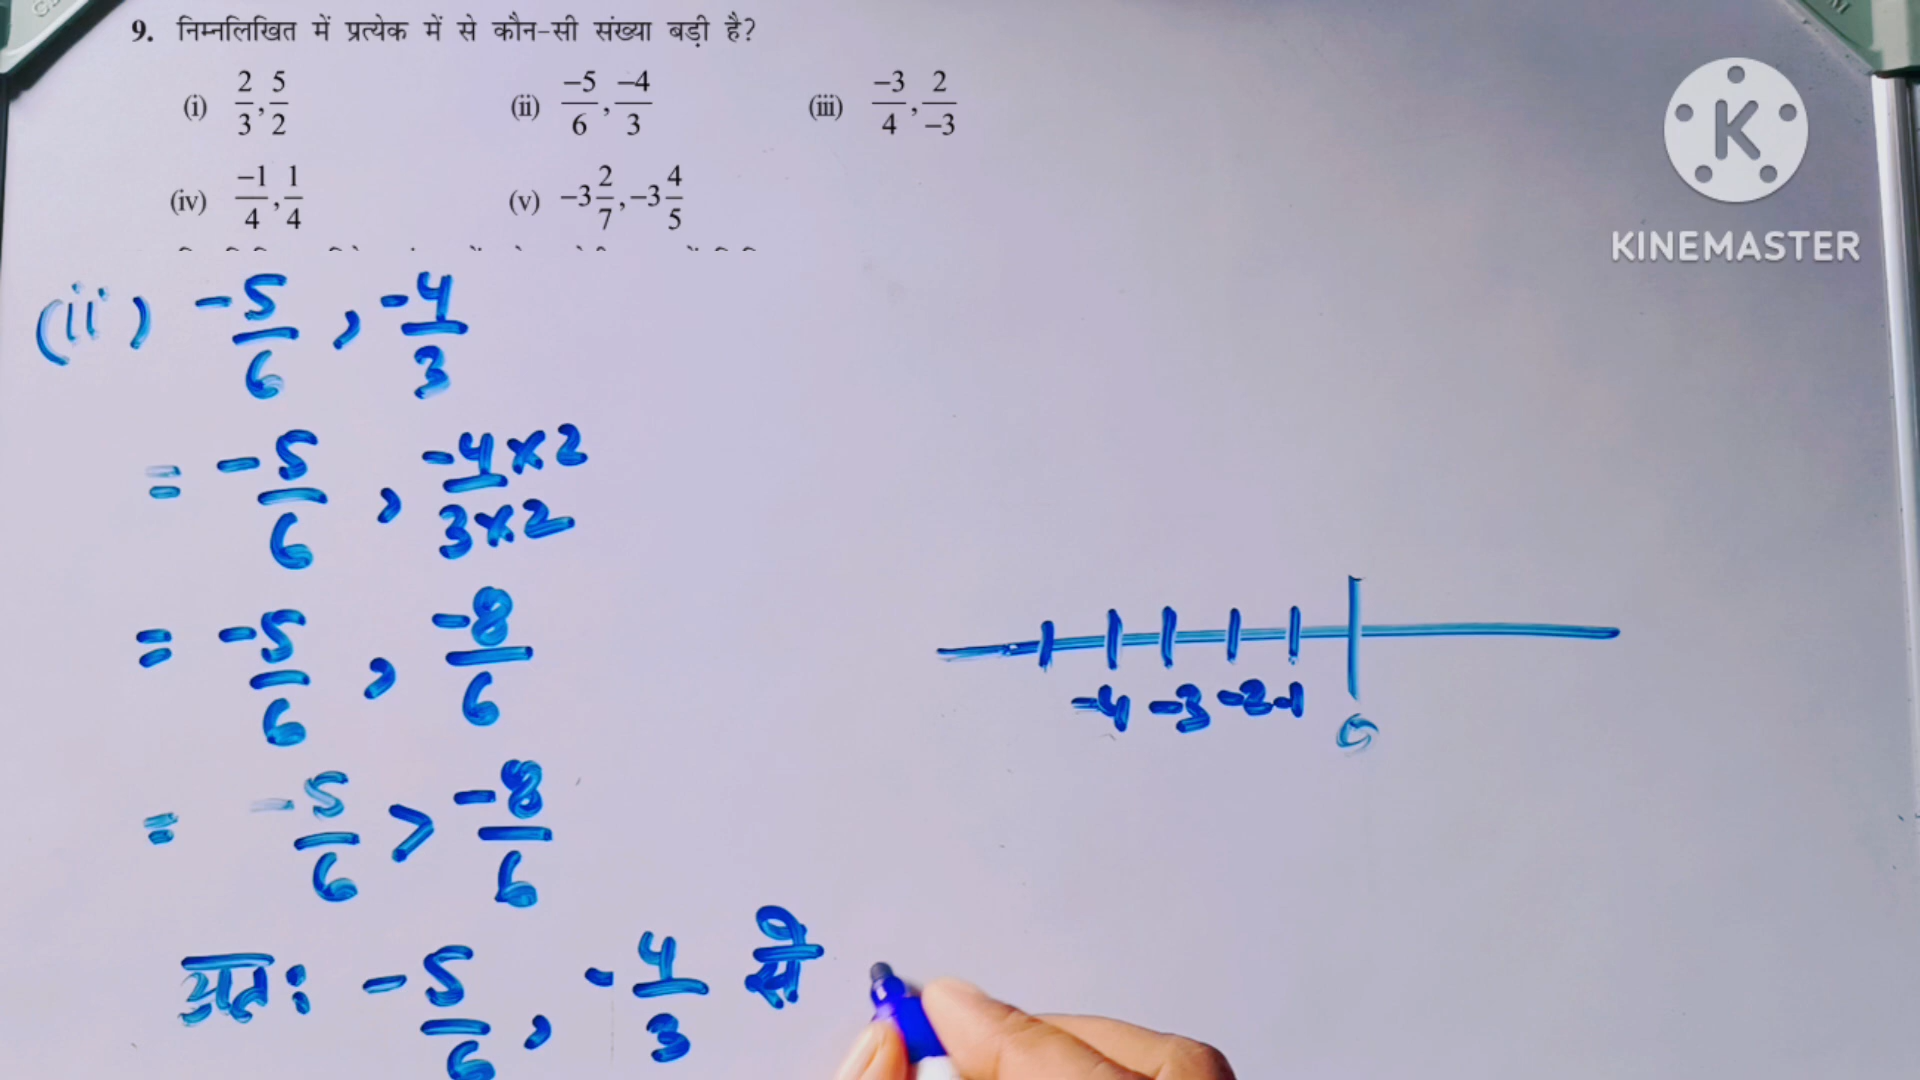 9. निम्नलिखित में प्रत्येक में से कौन-सी संख्या बड़ी है?
(i) 2/3, 5/2 (ii) -5/6, -4/3 (iii) -3/4, 2/-3
(iv) -1/4, 1/4 (v) -3 2/7, -3 4/5
K
KINEMASTER
(ii) -5/6, -4/3
= -5/6, -4×2/3×2
= -5/6, -8/6
-4 -3 -2 -1 0
= -5/6 > -8/6
अतः -5/6, -4/3 से